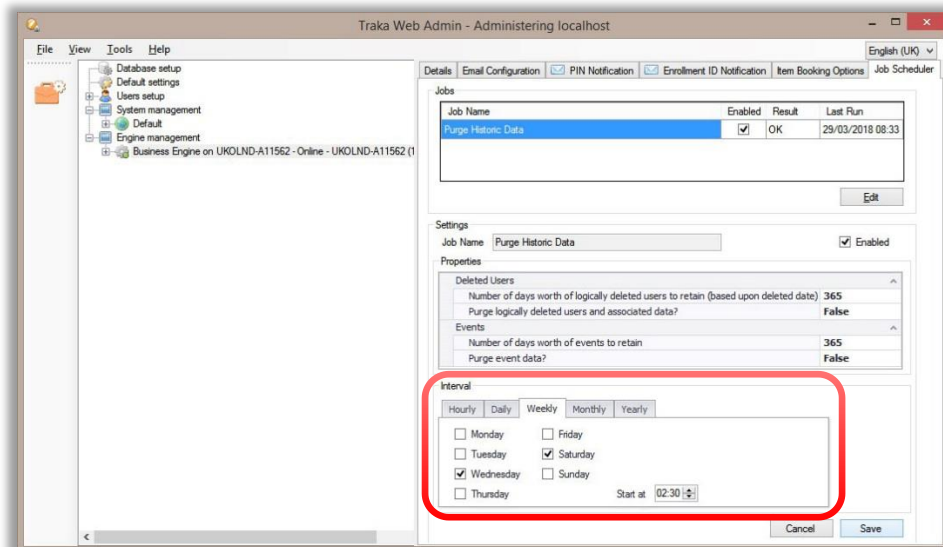 Traka Web Admin - Administering localhost
File View Tools Help
English (UK)
Database setup
Default settings
Users setup
System management
Default
Engine management
Business Engine on UKOLND-A11562 - Online - UKOLND-A11562 (1
Details Email Configuration PIN Notification Enrollment ID Notification Item Booking Options Job Scheduler
Jobs
Job Name Enabled Result Last Run
Purge Historic Data OK 29/03/2018 08:33
Edit
Settings
Job Name Purge Historic Data Enabled
Properties
Deleted Users
Number of days worth of logically deleted users to retain (based upon deleted date) 365
Purge logically deleted users and associated data? False
Events
Number of days worth of events to retain 365
Purge event data? False
Interval
Hourly Daily Weekly Monthly Yearly
Monday Friday
Tuesday Saturday
Wednesday Sunday
Thursday Start at 02:30
Cancel Save